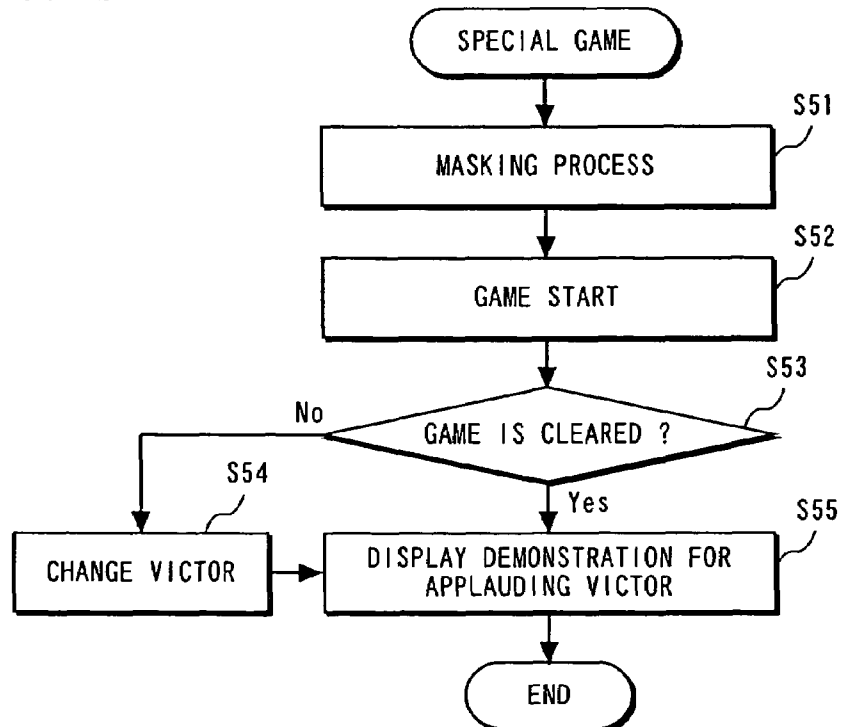 SPECIAL GAME
S51
MASKING PROCESS
S52
GAME START
S53
No
GAME IS CLEARED ?
S54
Yes
S55
CHANGE VICTOR
DISPLAY DEMONSTRATION FOR
APPLAUDING VICTOR
END